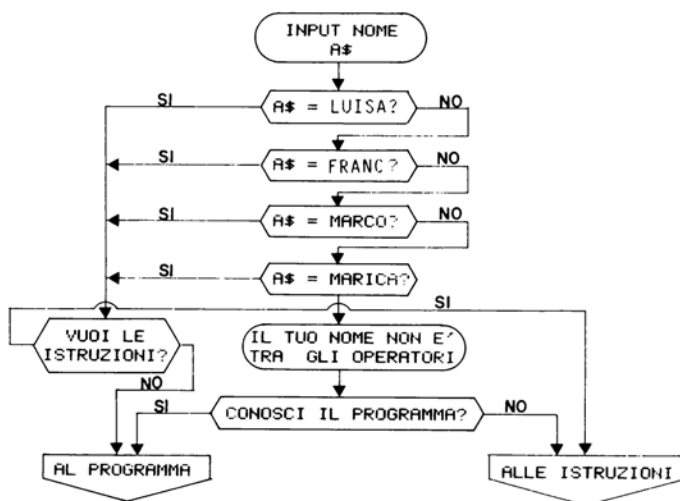 INPUT NOME
A$
SI
A$ = LUISA?
NO
SI
A$ = FRANC?
NO
SI
A$ = MARCO?
NO
SI
A$ = MARICA?
SI
VUOI LE
ISTRUZIONI?
IL TUO NOME NON E'
TRA GLI OPERATORI
NO
SI
CONOSCI IL PROGRAMMA?
NO
AL PROGRAMMA
ALLE ISTRUZIONI